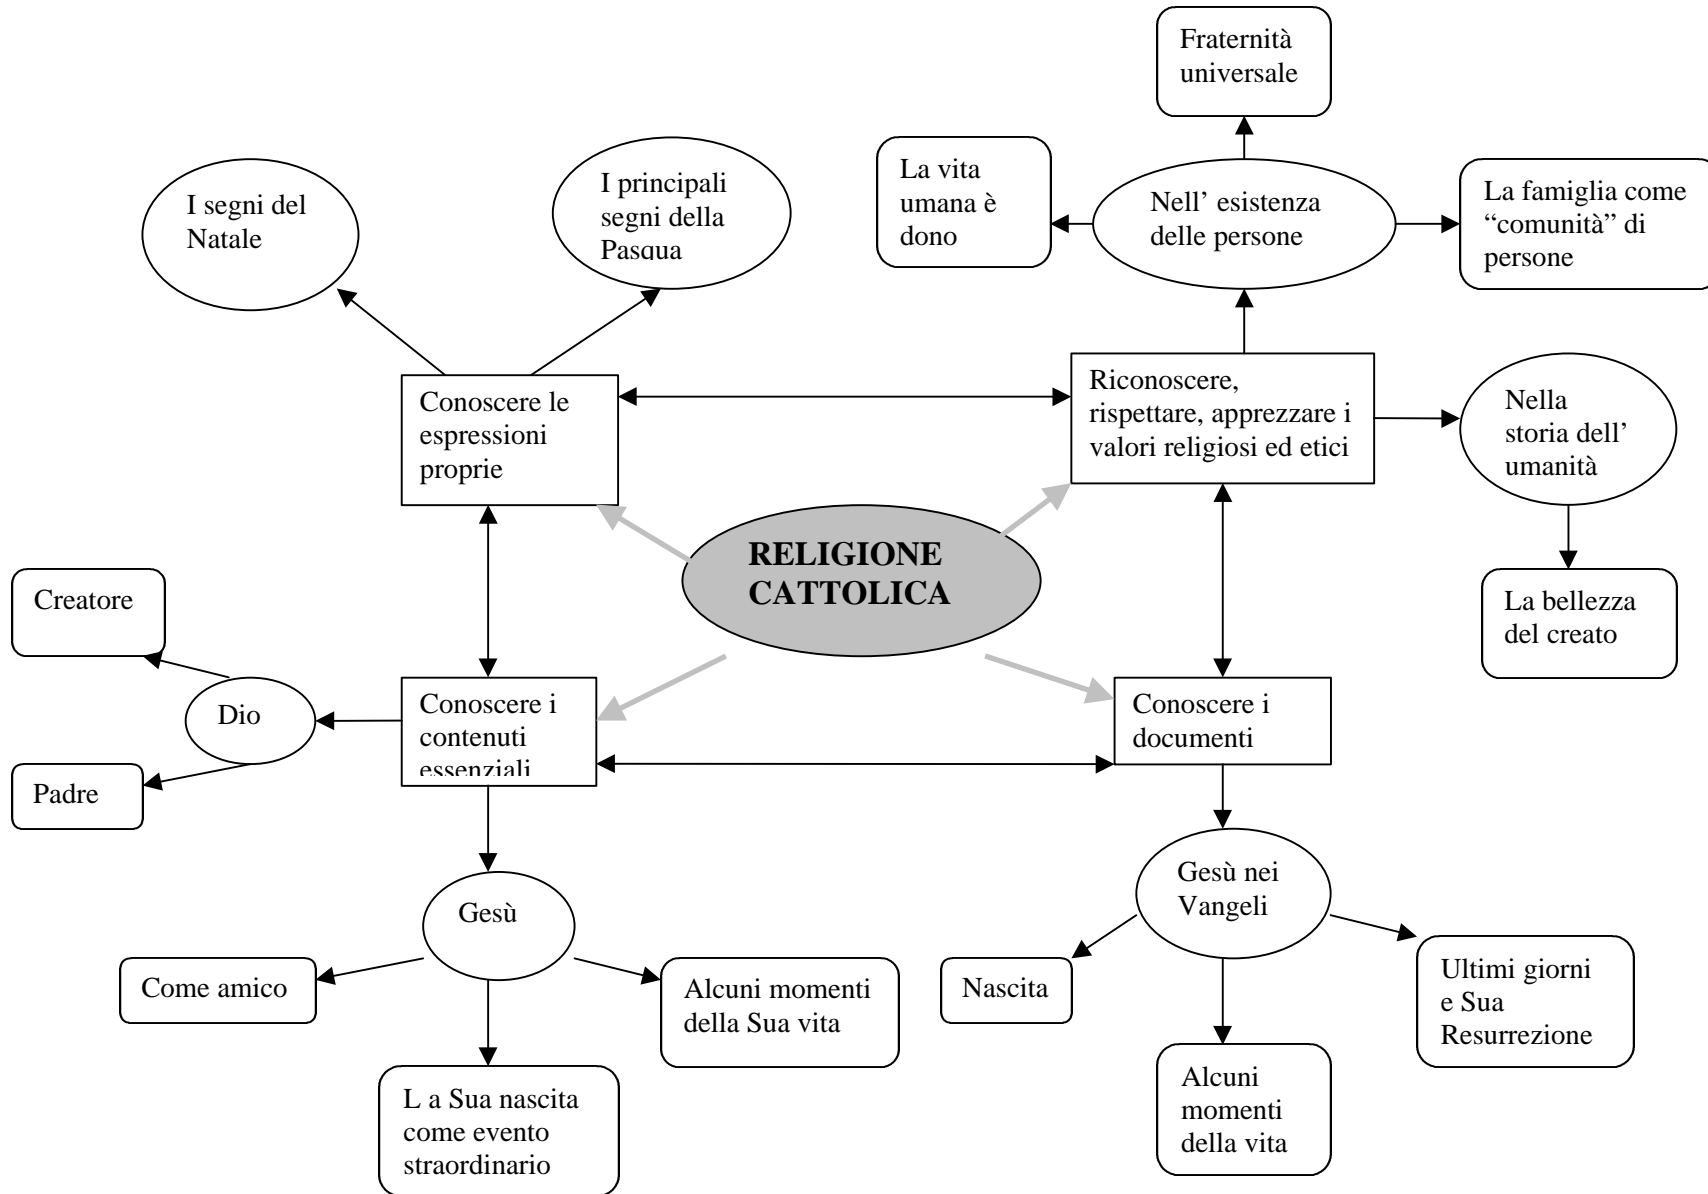 Fraternità
universale
La vita
umana è
dono
Nell’ esistenza
delle persone
La famiglia come
“comunità” di
persone
I segni del
Natale
I principali
segni della
Pasqua
Conoscere le
espressioni
proprie
Riconoscere,
rispettare, apprezzare i
valori religiosi ed etici
Nella
storia dell’
umanità
RELIGIONE
CATTOLICA
La bellezza
del creato
Creatore
Dio
Padre
Conoscere i
contenuti
essenziali
Conoscere i
documenti
Gesù
Gesù nei
Vangeli
Come amico
Alcuni momenti
della Sua vita
L a Sua nascita
come evento
straordinario
Nascita
Alcuni
momenti
della vita
Ultimi giorni
e Sua
Resurrezione